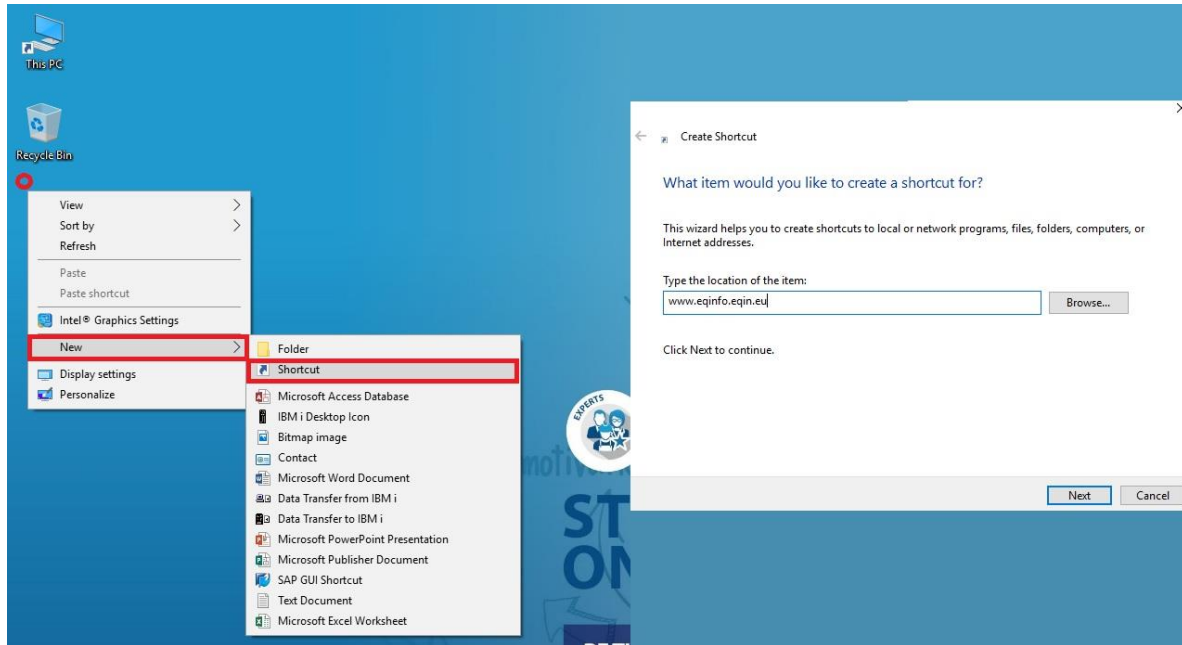 This PC
Recycle Bin
View
Sort by
Refresh
Paste
Paste shortcut
Intel® Graphics Settings
New
Display settings
Personalize
Folder
Shortcut
Microsoft Access Database
IBM i Desktop Icon
Bitmap image
Contact
Microsoft Word Document
Data Transfer from IBM i
Data Transfer to IBM i
Microsoft PowerPoint Presentation
Microsoft Publisher Document
SAP GUI Shortcut
Text Document
Microsoft Excel Worksheet
EXPERTS
Create Shortcut
What item would you like to create a shortcut for?
This wizard helps you to create shortcuts to local or network programs, files, folders, computers, or
Internet addresses.
Type the location of the item:
www.eqinfo.eqin.eu
Browse...
Click Next to continue.
Next Cancel